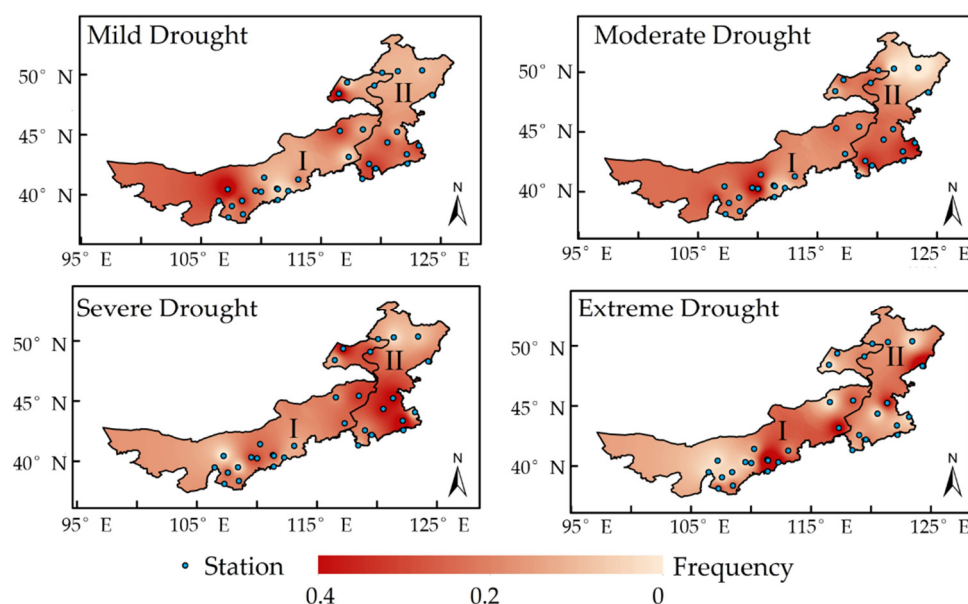 Mild Drought
50° N
45° N
40° N
I
II
N
95° E 105° E 115° E 125° E
Moderate Drought
50° N
45° N
40° N
I
II
N
95° E 105° E 115° E 125° E
Severe Drought
50° N
45° N
40° N
I
II
N
95° E 105° E 115° E 125° E
Extreme Drought
50° N
45° N
40° N
I
II
N
95° E 105° E 115° E 125° E
Station
Frequency
0.4 0.2 0